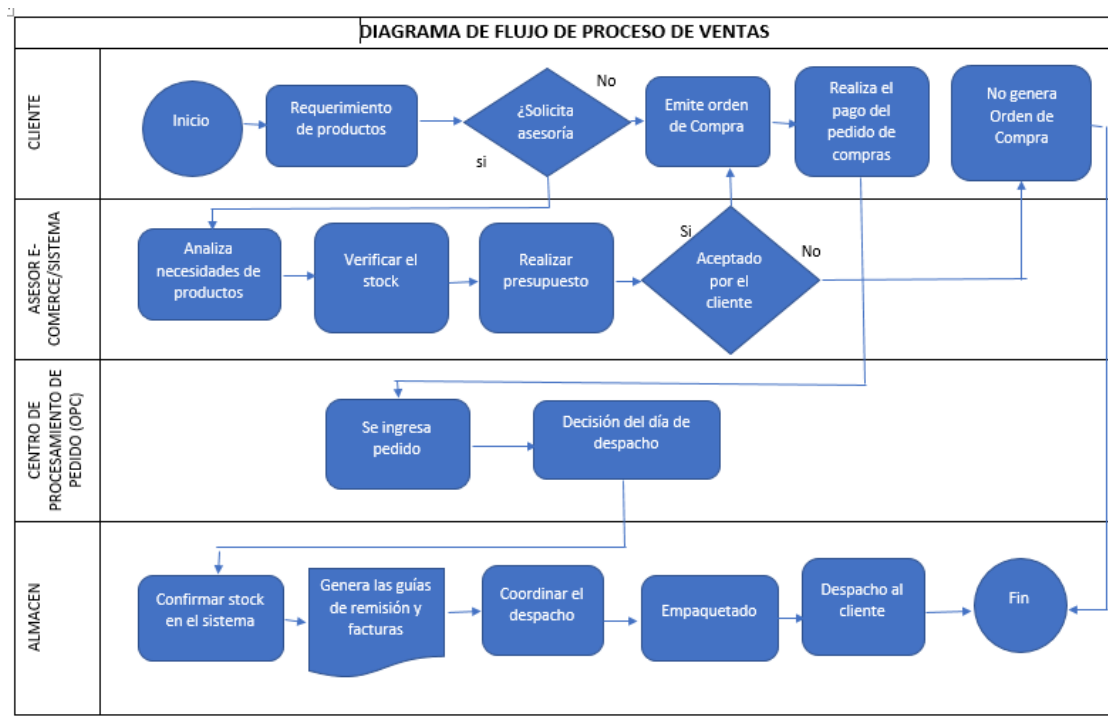 DIAGRAMA DE FLUJO DE PROCESO DE VENTAS
CLIENTE
Inicio
Requerimiento
de productos
¿Solicita
asesoría
No
si
Emite orden
de Compra
Realiza el
pago del
pedido de
compras
No genera
Orden de
Compra
ASESOR E-
COMERCE/SISTEMA
Analiza
necesidades de
productos
Verificar el
stock
Realizar
presupuesto
Si
Aceptado
por el
cliente
No
CENTRO DE
PROCESAMIENTO DE
PEDIDO (OPC)
Se ingresa
pedido
Decisión del día de
despacho
ALMACEN
Confirmar stock
en el sistema
Genera las guías
de remisión y
facturas
Coordinar el
despacho
Empaquetado
Despacho al
cliente
Fin